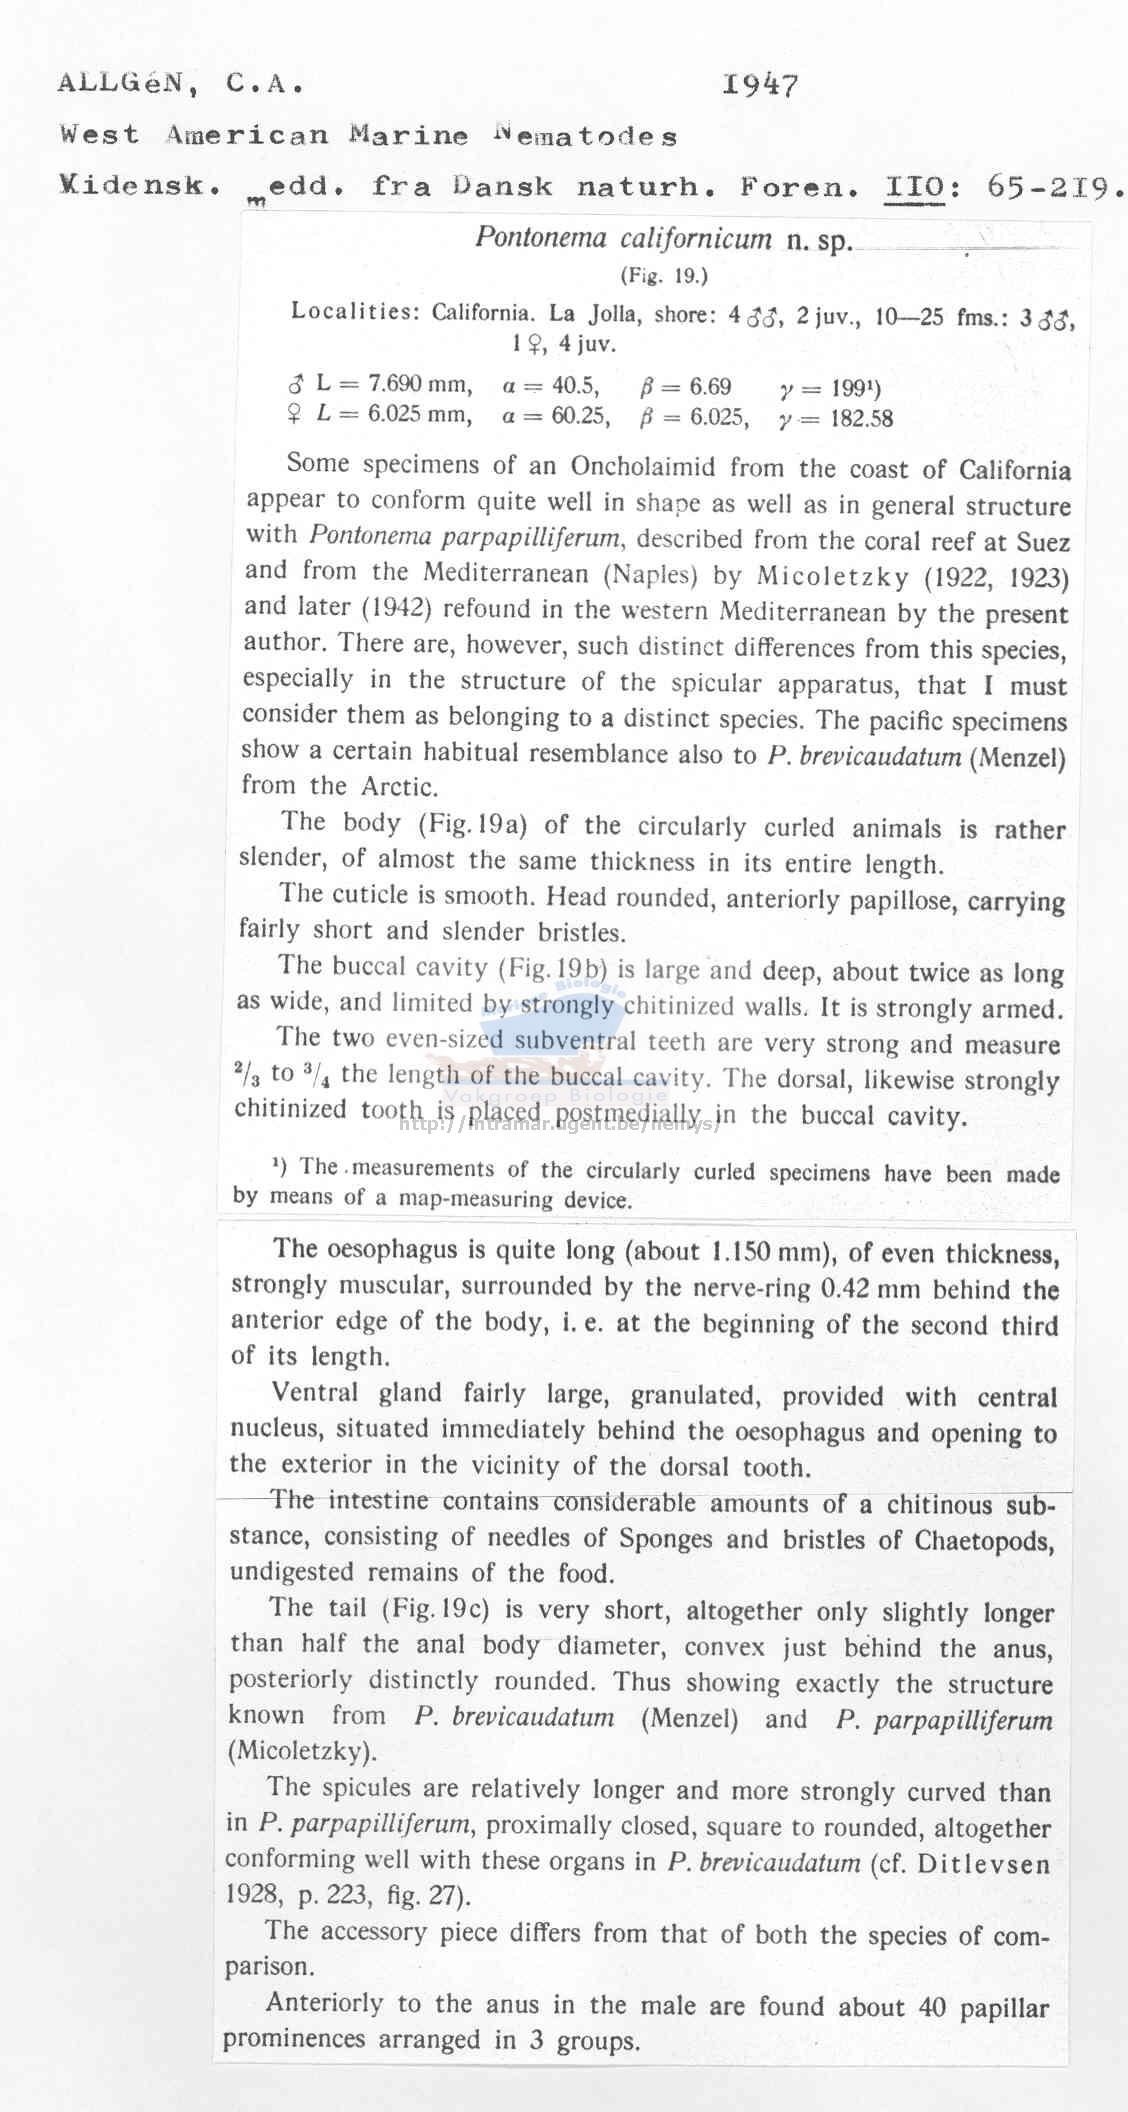 ALLGéN, C.A. 1947
West American Marine Nematodes
Vidensk. medd. fra Dansk naturh. Foren. IIO: 65-2I9.
Pontonema californicum n. sp.
(Fig. 19.)
Localities: California. La Jolla, shore: 4 ♂♂, 2 juv., 10—25 fms.: 3 ♂♂,
1 ♀, 4 juv.
♂ L = 7.690 mm, α = 40.5, β = 6.69 γ = 199¹)
♀ L = 6.025 mm, α = 60.25, β = 6.025, γ = 182.58
Some specimens of an Oncholaimid from the coast of California
appear to conform quite well in shape as well as in general structure
with Pontonema parpapilliferum, described from the coral reef at Suez
and from the Mediterranean (Naples) by Micoletzky (1922, 1923)
and later (1942) refound in the western Mediterranean by the present
author. There are, however, such distinct differences from this species,
especially in the structure of the spicular apparatus, that I must
consider them as belonging to a distinct species. The pacific specimens
show a certain habitual resemblance also to P. brevicaudatum (Menzel)
from the Arctic.
The body (Fig. 19a) of the circularly curled animals is rather
slender, of almost the same thickness in its entire length.
The cuticle is smooth. Head rounded, anteriorly papillose, carrying
fairly short and slender bristles.
The buccal cavity (Fig. 19b) is large and deep, about twice as long
as wide, and limited by strongly chitinized walls. It is strongly armed.
The two even-sized subventral teeth are very strong and measure
²/₃ to ³/₄ the length of the buccal cavity. The dorsal, likewise strongly
chitinized tooth is placed postmedially in the buccal cavity.
Marine Biologie
Vakgroep Biologie
http://intramar.ugent.be/nemys/
¹) The measurements of the circularly curled specimens have been made
by means of a map-measuring device.
The oesophagus is quite long (about 1.150 mm), of even thickness,
strongly muscular, surrounded by the nerve-ring 0.42 mm behind the
anterior edge of the body, i. e. at the beginning of the second third
of its length.
Ventral gland fairly large, granulated, provided with central
nucleus, situated immediately behind the oesophagus and opening to
the exterior in the vicinity of the dorsal tooth.
The intestine contains considerable amounts of a chitinous sub-
stance, consisting of needles of Sponges and bristles of Chaetopods,
undigested remains of the food.
The tail (Fig. 19c) is very short, altogether only slightly longer
than half the anal body diameter, convex just behind the anus,
posteriorly distinctly rounded. Thus showing exactly the structure
known from P. brevicaudatum (Menzel) and P. parpapilliferum
(Micoletzky).
The spicules are relatively longer and more strongly curved than
in P. parpapilliferum, proximally closed, square to rounded, altogether
conforming well with these organs in P. brevicaudatum (cf. Ditlevsen
1928, p. 223, fig. 27).
The accessory piece differs from that of both the species of com-
parison.
Anteriorly to the anus in the male are found about 40 papillar
prominences arranged in 3 groups.